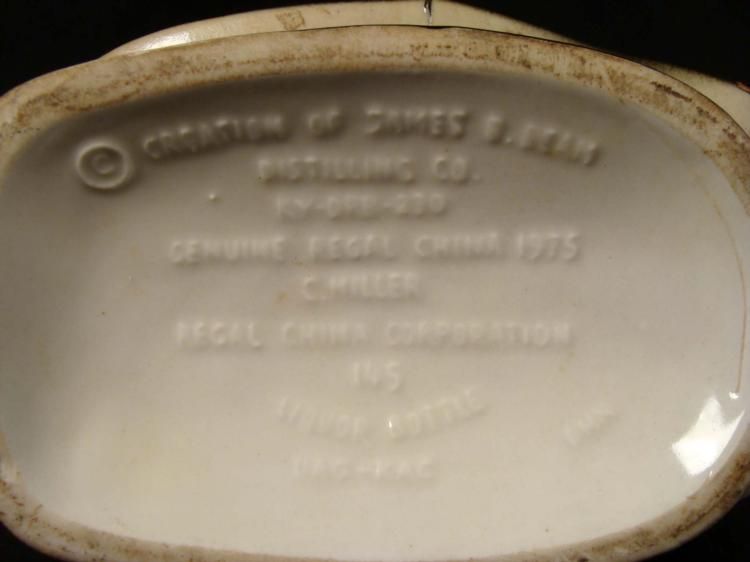 © CREATION OF JAMES B. BEAM
DISTILLING CO.
KY-DRB-230
GENUINE REGAL CHINA 1975
C. MILLER
REGAL CHINA CORPORATION
145
LIQUOR BOTTLE